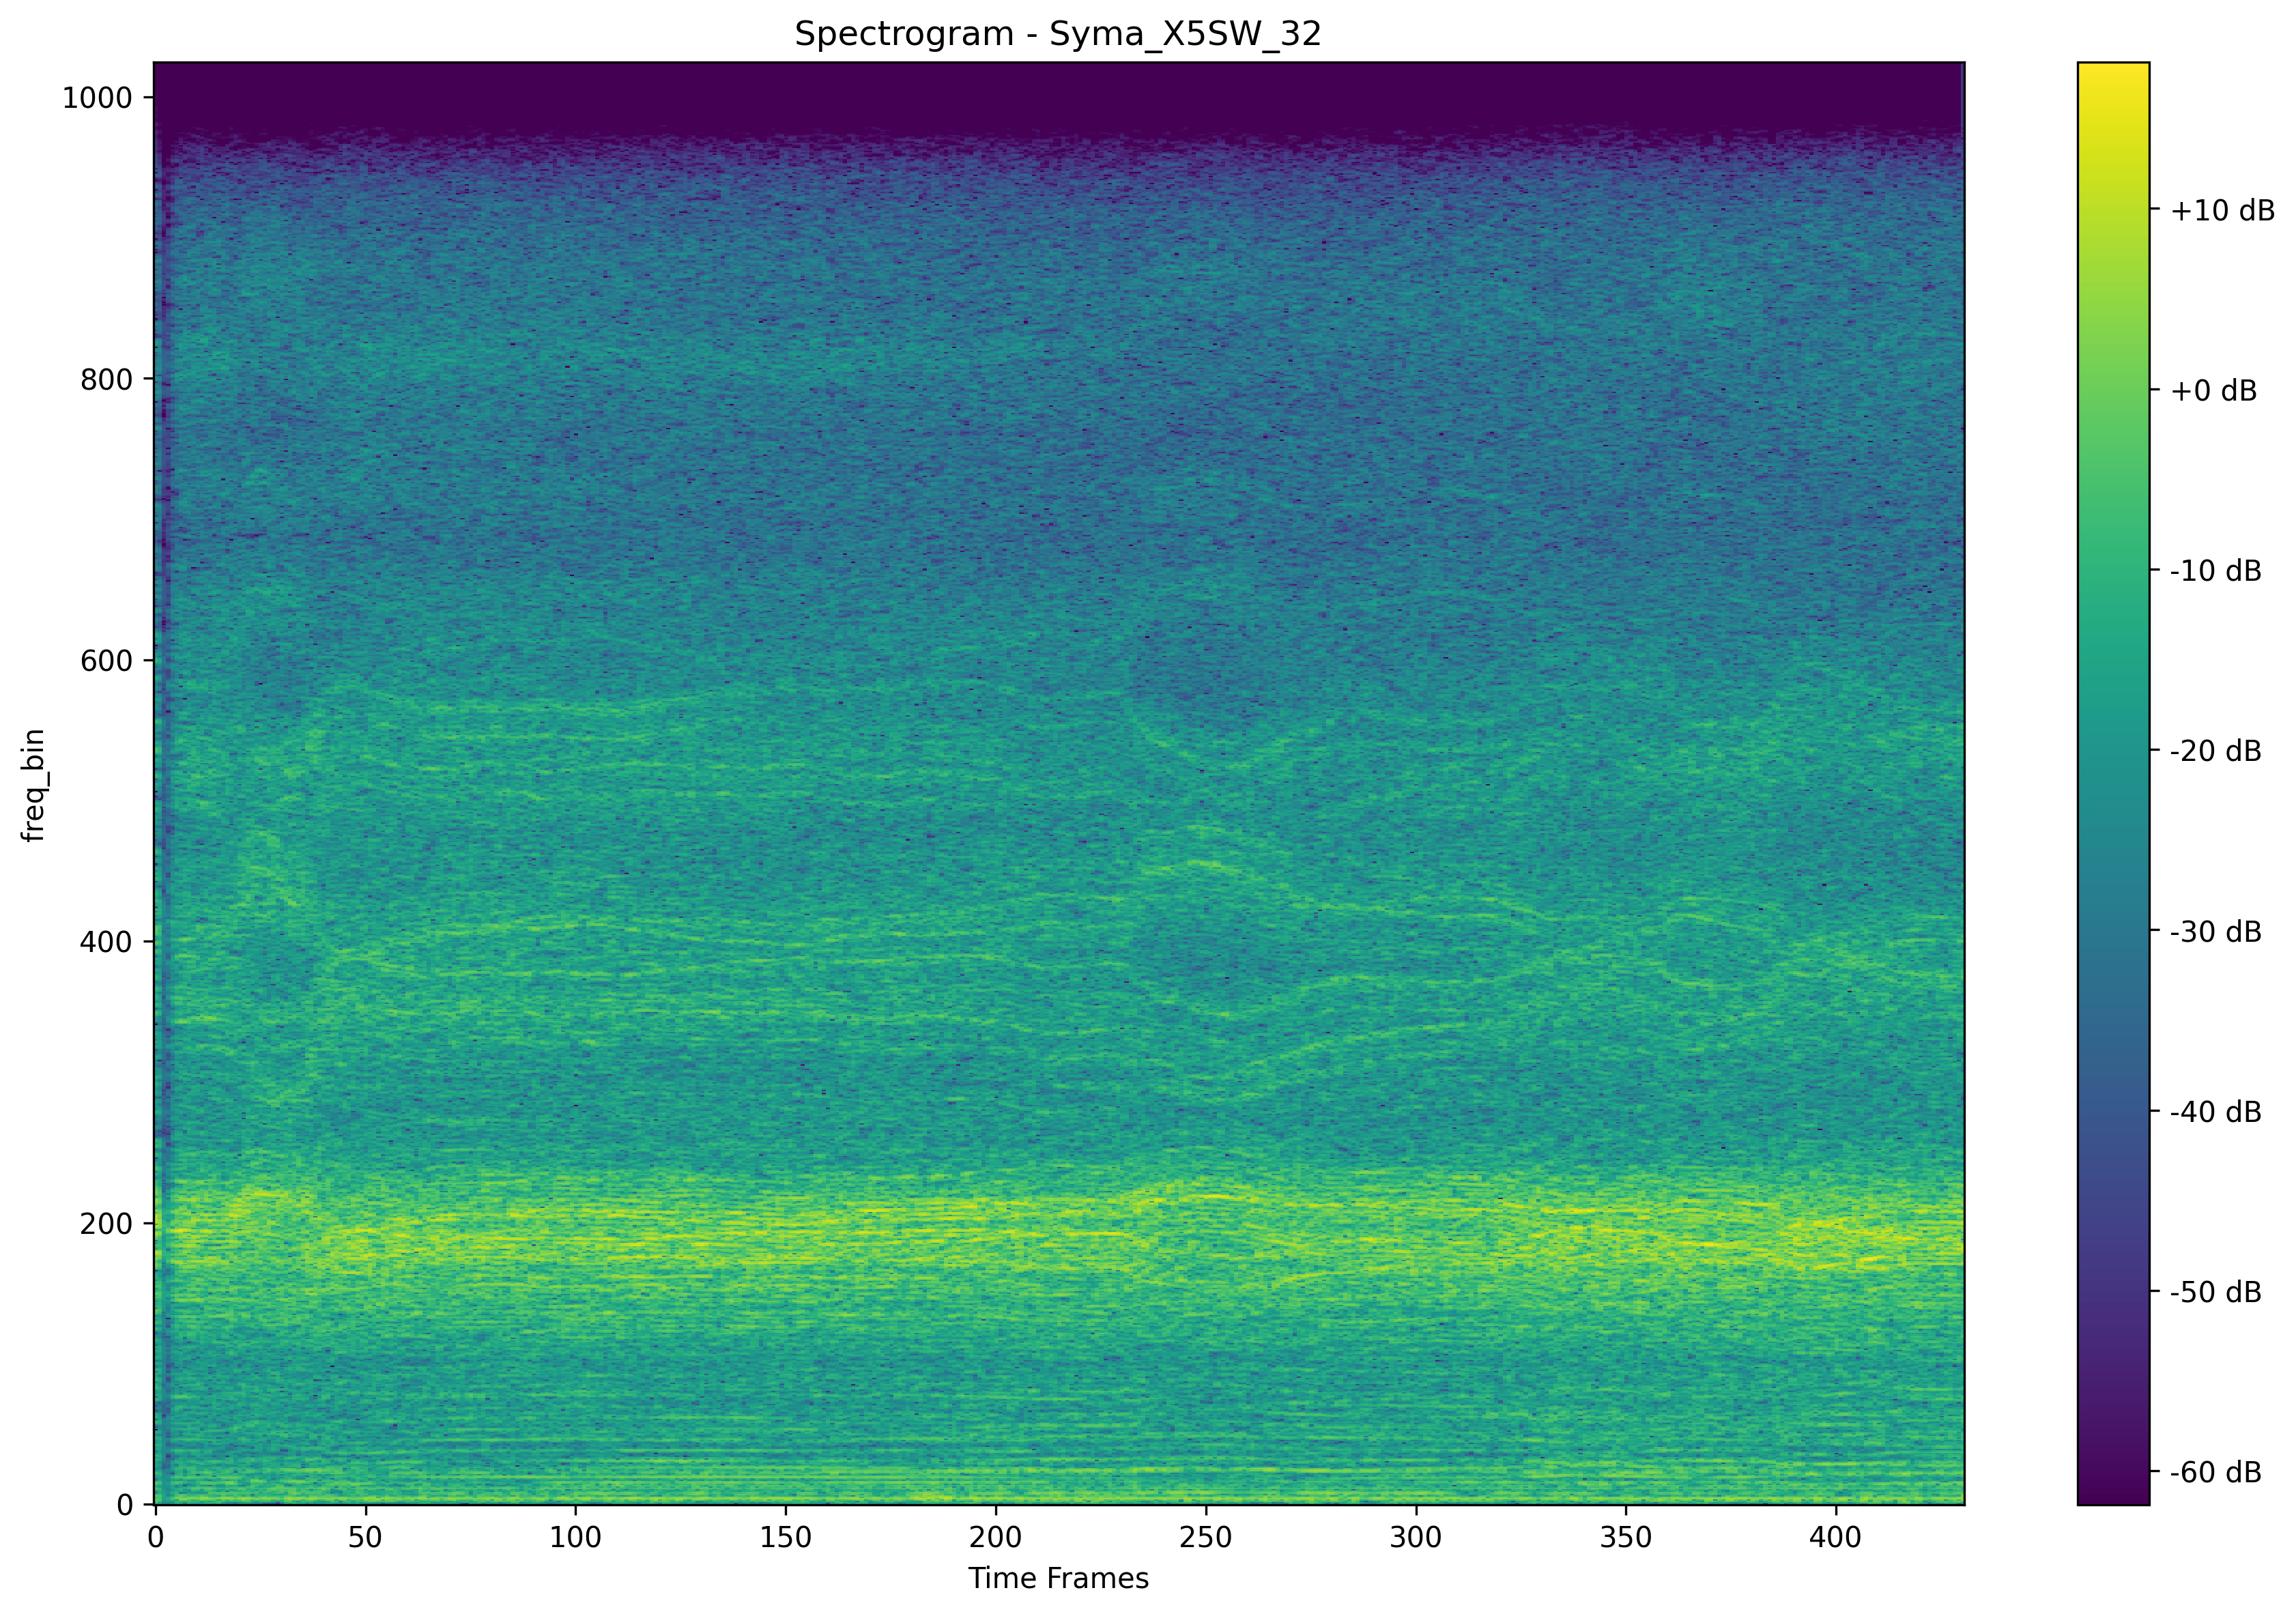 Spectrogram - Syma_X5SW_32
1000
800
600
400
200
0
freq_bin
0 50 100 150 200 250 300 350 400
Time Frames
+10 dB
+0 dB
-10 dB
-20 dB
-30 dB
-40 dB
-50 dB
-60 dB